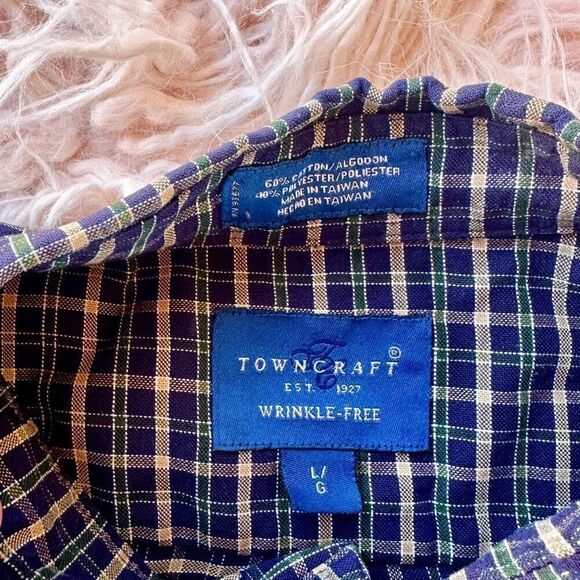 60% COTTON/ALGODON
40% POLYESTER/POLIESTER
MADE IN TAIWAN
HECHO EN TAIWAN
TOWNCRAFT®
EST. 1927
WRINKLE-FREE
L/
G